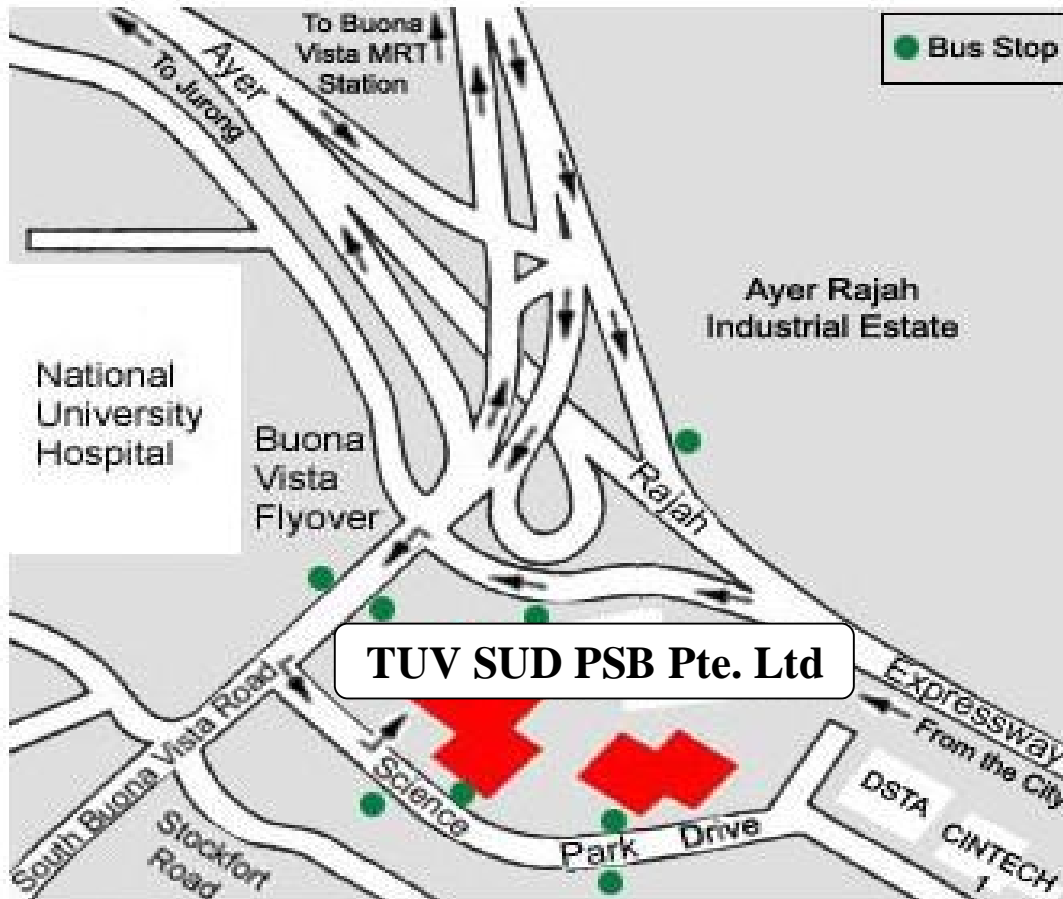 To Buona
Vista MRT
Station
Bus Stop
Ayer
To Jurong
Ayer Rajah
Industrial Estate
National
University
Hospital
Buona
Vista
Flyover
Rajah
TUV SUD PSB Pte. Ltd
Expressway
From the City
South Buona Vista Road
Science
Park Drive
Stockfort
Road
DSTA
CINTECH
1